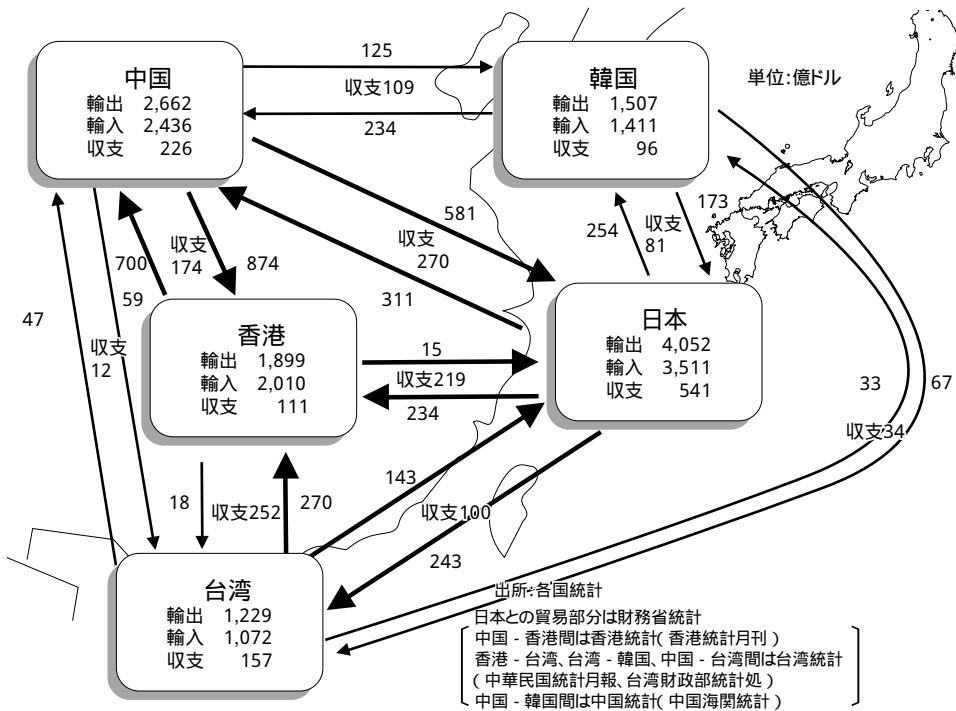 125
収支109
234
単位:億ドル
中国
輸出 2,662
輸入 2,436
収支 226
韓国
輸出 1,507
輸入 1,411
収支 96
581
収支
270
311
254
収支
81
173
700
収支
174
874
59
47
収支
12
香港
輸出 1,899
輸入 2,010
収支 111
15
収支219
234
日本
輸出 4,052
輸入 3,511
収支 541
33
67
収支34
18
収支252
270
143
収支100
243
台湾
輸出 1,229
輸入 1,072
収支 157
出所:各国統計
日本との貿易部分は財務省統計
中国 - 香港間は香港統計(香港統計月刊)
香港 - 台湾、台湾 - 韓国、中国 - 台湾間は台湾統計
(中華民国統計月報、台湾財政部統計処)
中国 - 韓国間は中国統計(中国海関統計)